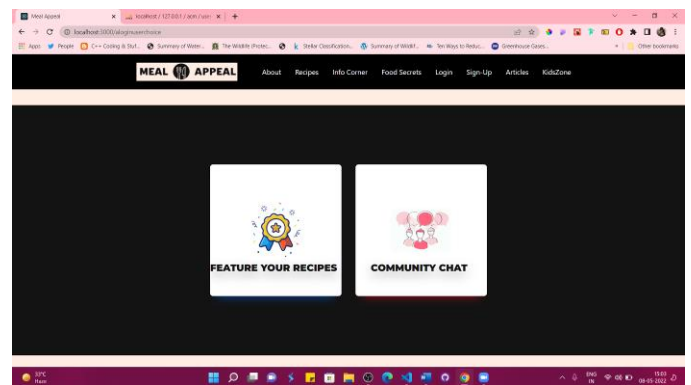 Meal Appeal
localhost / 127.0.0.1 / acm / user
localhost:3000/aloginuserchoice
Apps People C++ Coding & Stuf... Summary of Water... The Wildlife (Protec... Stellar Classification... Summary of Wildlif... Ten Ways to Reduc... Greenhouse Gases... Other bookmarks
MEAL APPEAL About Recipes Info Corner Food Secrets Login Sign-Up Articles KidsZone
FEATURE YOUR RECIPES COMMUNITY CHAT
33°C
Haze
ENG
IN
15:03
08-05-2022